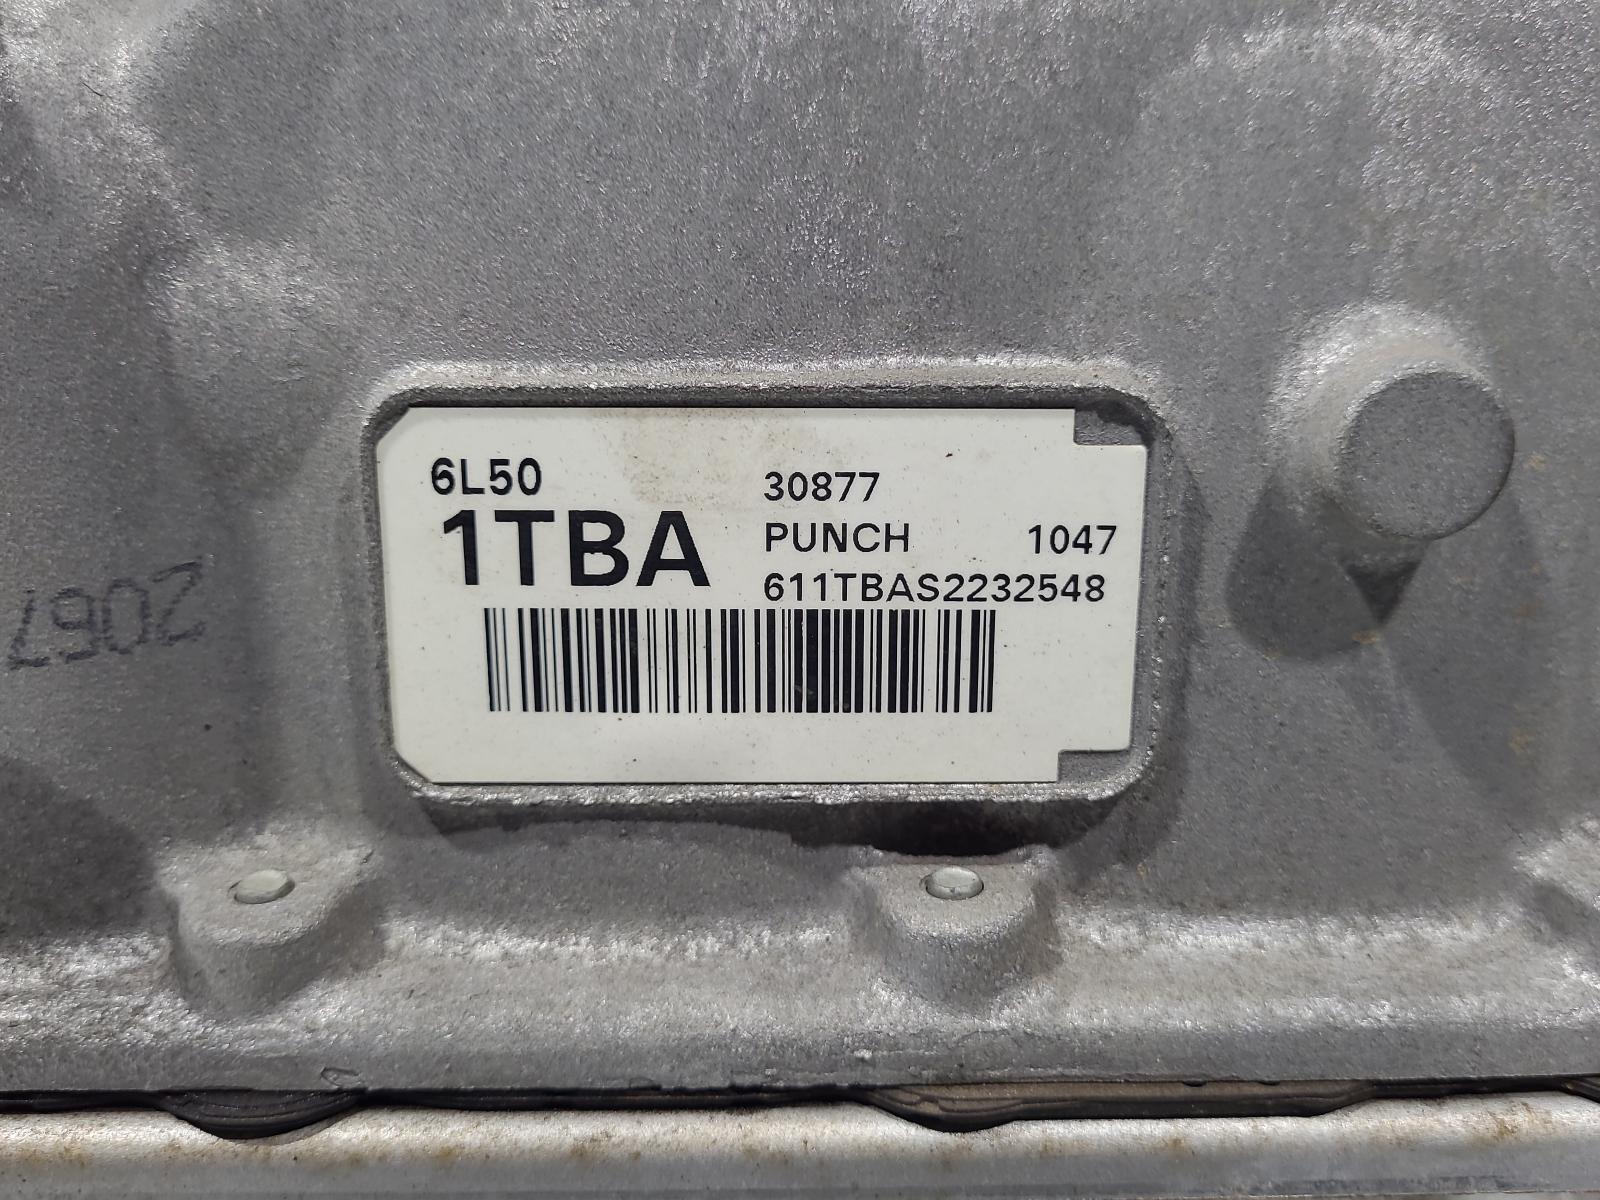 6L50
1TBA
30877
PUNCH 1047
611TBAS2232548
2067